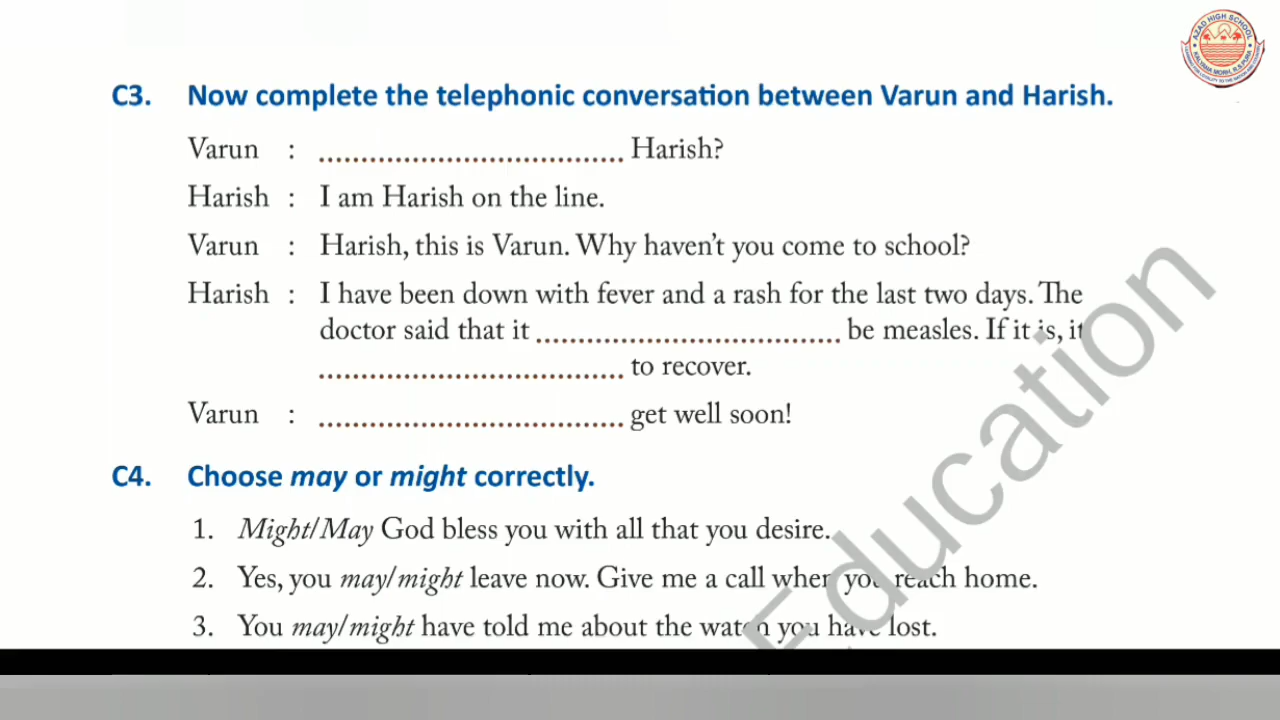 AZAD HIGH SCHOOL
C3. Now complete the telephonic conversation between Varun and Harish.
Varun : .................................... Harish?
Harish : I am Harish on the line.
Varun : Harish, this is Varun. Why haven't you come to school?
Harish : I have been down with fever and a rash for the last two days. The
doctor said that it .................................... be measles. If it is, it
.................................... to recover.
Varun : .................................... get well soon!
C4. Choose may or might correctly.
1. Might/May God bless you with all that you desire.
2. Yes, you may/might leave now. Give me a call when you reach home.
3. You may/might have told me about the watch you have lost.
Education